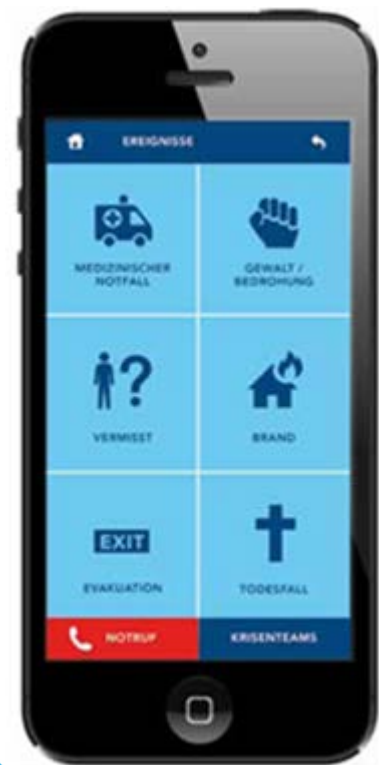 EREIGNISSE
MEDIZINISCHER
NOTFALL
GEWALT /
BEDROHUNG
VERMISST
BRAND
EXIT
EVAKUATION
TODESFALL
NOTRUF
KRISENTEAMS